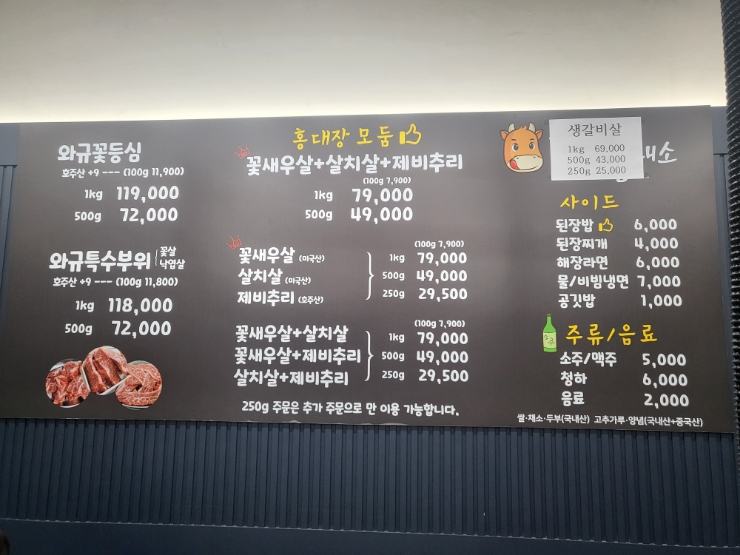 와규꽃등심
호주산 +9 --- (100g 11,900)
1kg 119,000
500g 72,000
와규특수부위 꽃살 낙엽살
호주산 +9 --- (100g 11,800)
1kg 118,000
500g 72,000
홍대장 모둠
꽃새우살+살치살+제비추리
(100g 7,900)
1kg 79,000
500g 49,000
(100g 7,900)
꽃새우살 (미국산) 1kg 79,000
살치살 (미국산) 500g 49,000
제비추리 (호주산) 250g 29,500
(100g 7,900)
꽃새우살+살치살 1kg 79,000
꽃새우살+제비추리 500g 49,000
살치살+제비추리 250g 29,500
250g 주문은 추가 주문으로 만 이용 가능합니다.
생갈비살
1kg 69,000
500g 43,000
250g 25,000
사이드
된장밥 6,000
된장찌개 4,000
해장라면 6,000
물/비빔냉면 7,000
공깃밥 1,000
주류/음료
소주/맥주 5,000
청하 6,000
음료 2,000
쌀·채소·두부(국내산) 고추가루·양념(국내산+중국산)